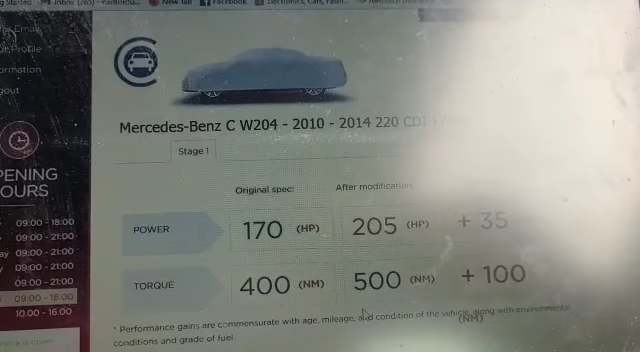 New Tab Facebook
Profile
gout
OURS
09:00 - 18:00
09:00 - 21:00
09:00 - 21:00
09:00 - 21:00
09:00 - 21:00
09:00 - 16:00
10.00 - 16.00
Mercedes-Benz C W204 - 2010 - 2014 220 CDI
Stage 1
Original spec: After modification:
POWER 170 (HP) 205 (HP) + 35
TORQUE 400 (NM) 500 (NM) + 100
(NM)
* Performance gains are commensurate with age, mileage, and condition of the vehicle, along with environmental
conditions and grade of fuel.